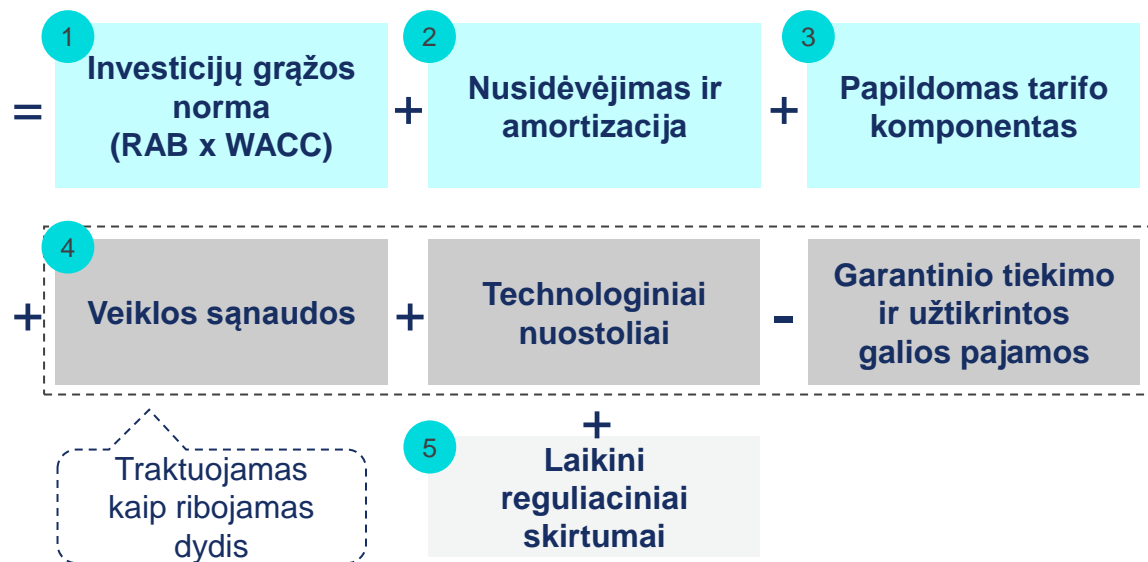 1
Investicijų grąžos
norma
(RAB x WACC)
2
Nusidėvėjimas ir
amortizacija
3
Papildomas tarifo
komponentas
=
+
+
4
Veiklos sąnaudos
Technologiniai
nuostoliai
Garantinio tiekimo
ir užtikrintos
galios pajamos
+
+
-
Traktuojamas
kaip ribojamas
dydis
+
5
Laikini
reguliaciniai
skirtumai